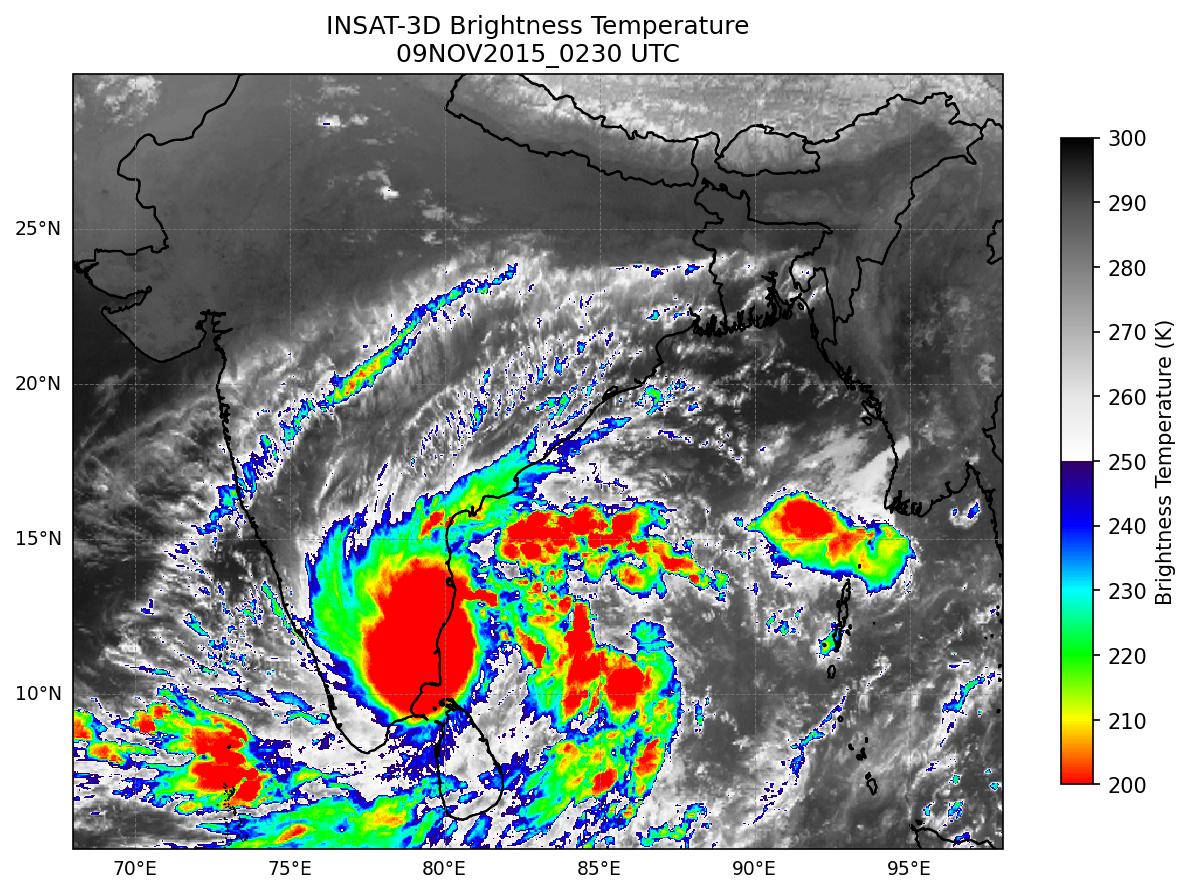 INSAT-3D Brightness Temperature
09NOV2015_0230 UTC
25°N
20°N
15°N
10°N
70°E
75°E
80°E
85°E
90°E
95°E
300
290
280
270
260
250
240
230
220
210
200
Brightness Temperature (K)